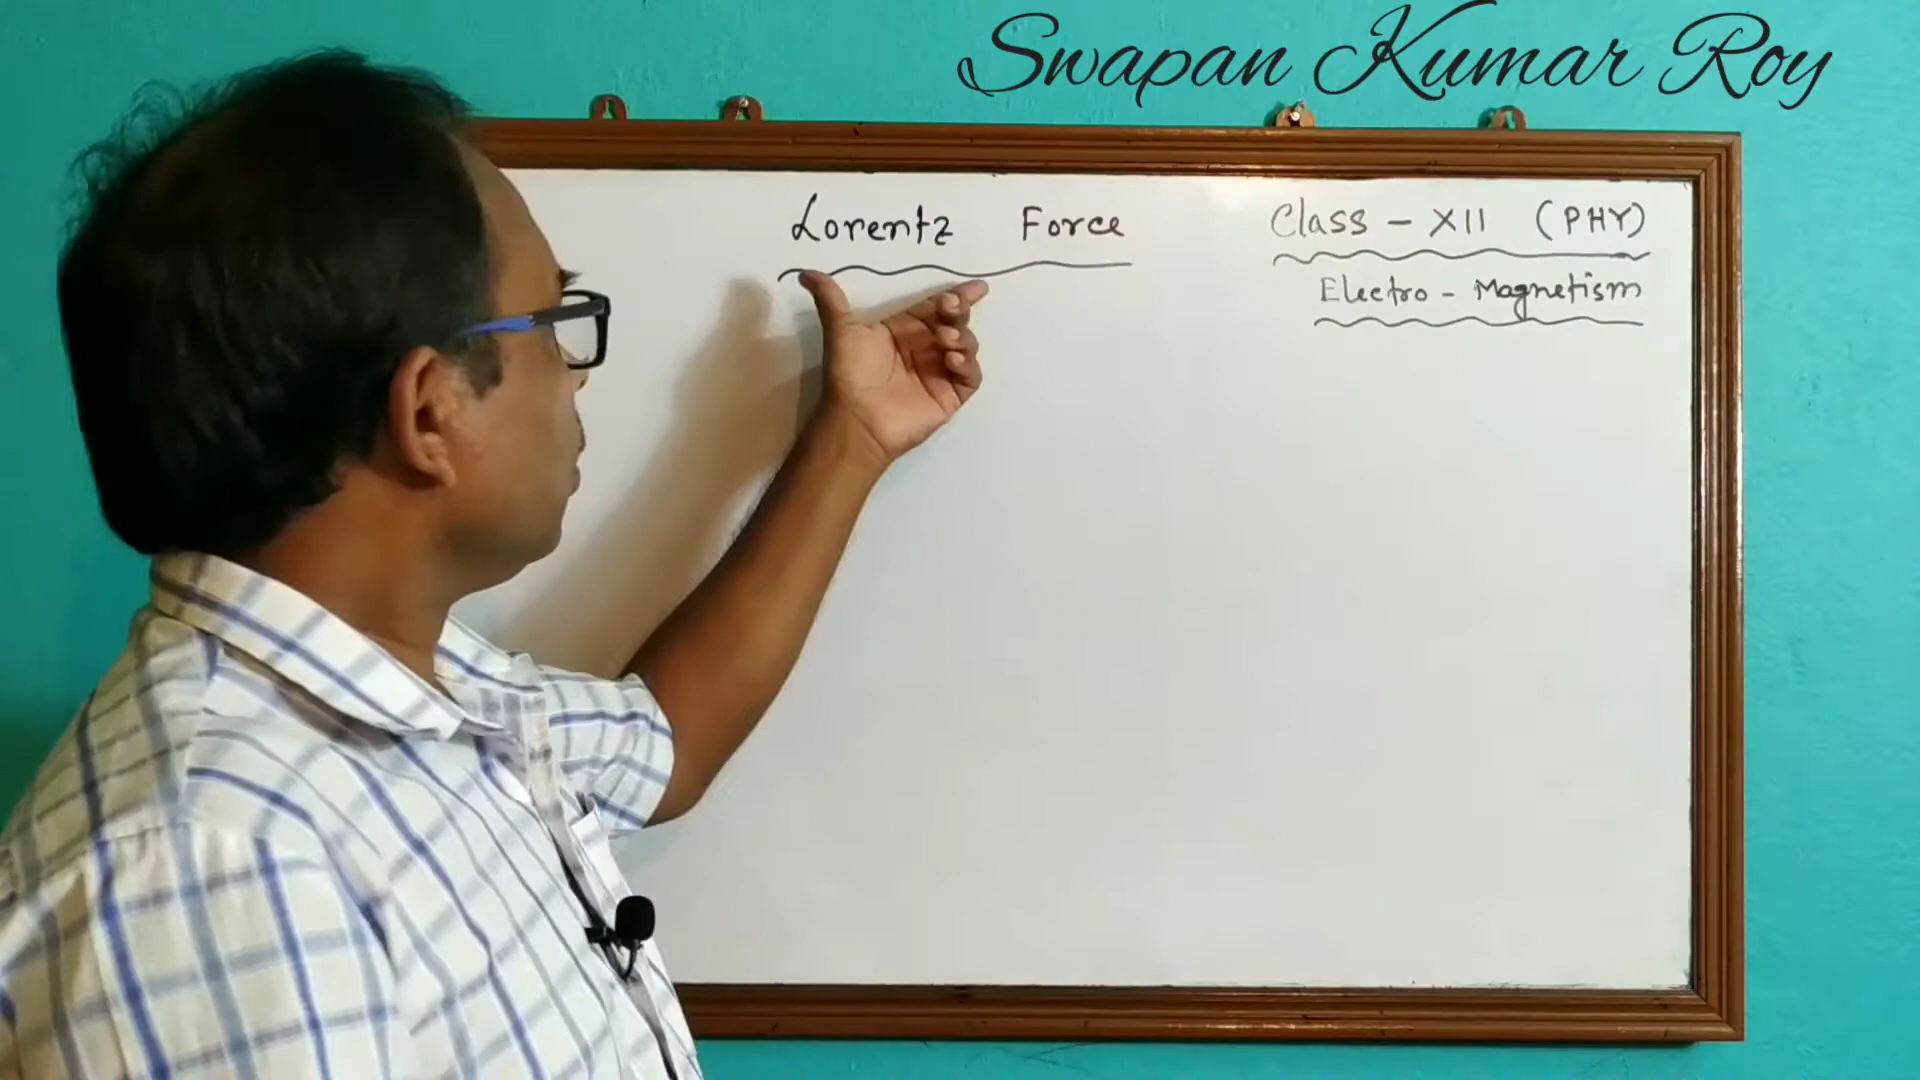 Swapan Kumar Roy
Lorentz Force
Class - XII (PHY)
Electro - Magnetism